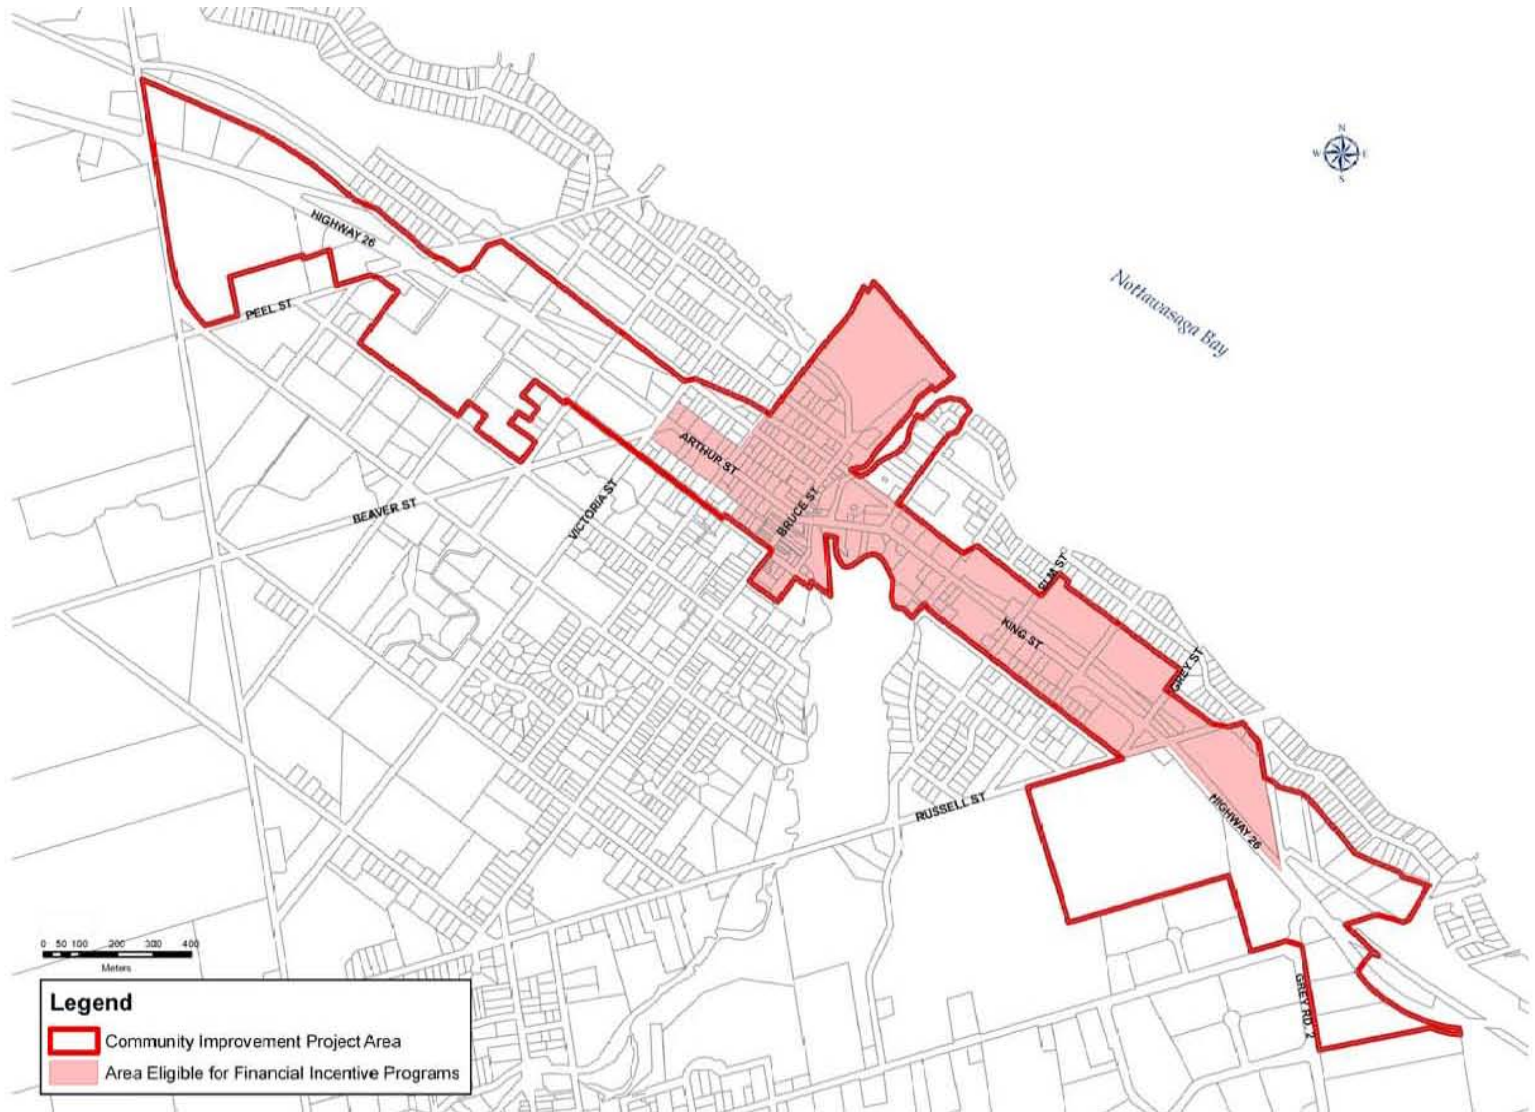 N
W
E
S
HIGHWAY 26
Nottawasaga Bay
PEEL ST
ARTHUR ST
BRUCE ST
VICTORIA ST
BEAVER ST
ELM ST
KING ST
GREY ST
HIGHWAY 26
RUSSELL ST
GREY RD. 2
0 50 100 200 300 400
Meters
Legend
Community Improvement Project Area
Area Eligible for Financial Incentive Programs